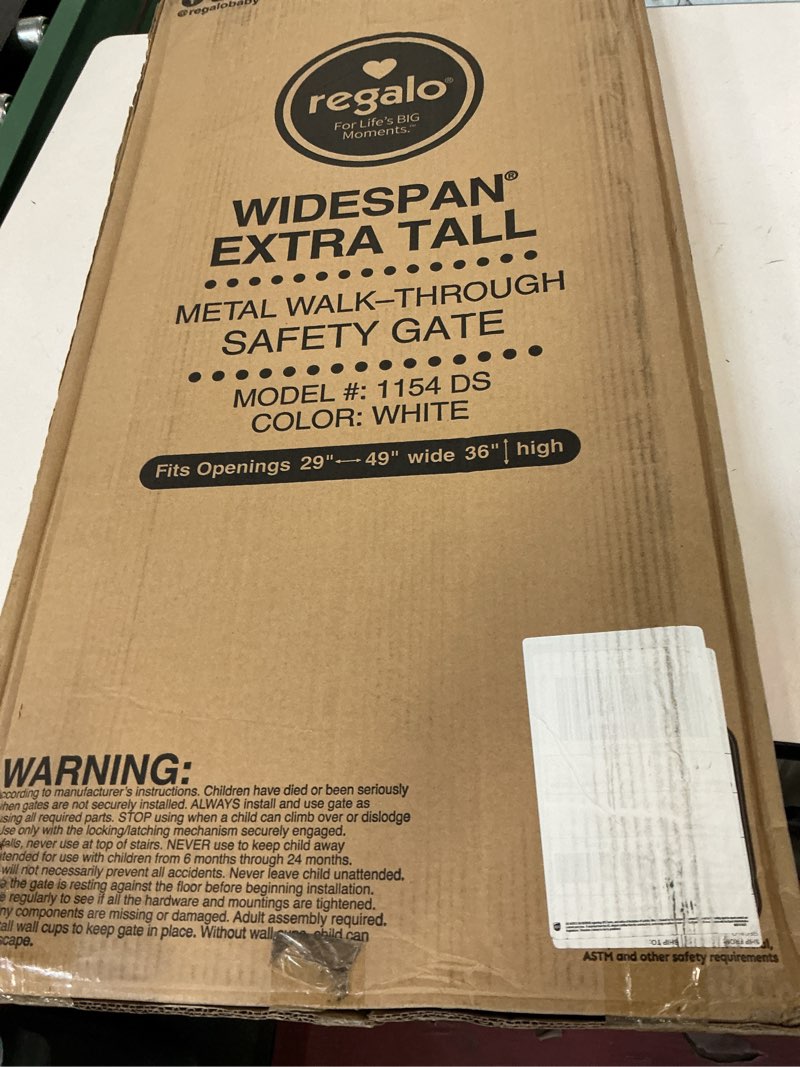 @regalobaby
regalo®
For Life's BIG
Moments.™
WIDESPAN®
EXTRA TALL
METAL WALK–THROUGH
SAFETY GATE
MODEL #: 1154 DS
COLOR: WHITE
Fits Openings 29"↔49" wide 36"↕ high
WARNING:
according to manufacturer's instructions. Children have died or been seriously
when gates are not securely installed. ALWAYS install and use gate as
using all required parts. STOP using when a child can climb over or dislodge
Use only with the locking/latching mechanism securely engaged.
falls, never use at top of stairs. NEVER use to keep child away
tended for use with children from 6 months through 24 months.
will not necessarily prevent all accidents. Never leave child unattended.
the gate is resting against the floor before beginning installation.
regularly to see if all the hardware and mountings are tightened.
ny components are missing or damaged. Adult assembly required.
all wall cups to keep gate in place. Without wall cups, child can
scape.
SHIP TO:
ASTM and other safety requirements